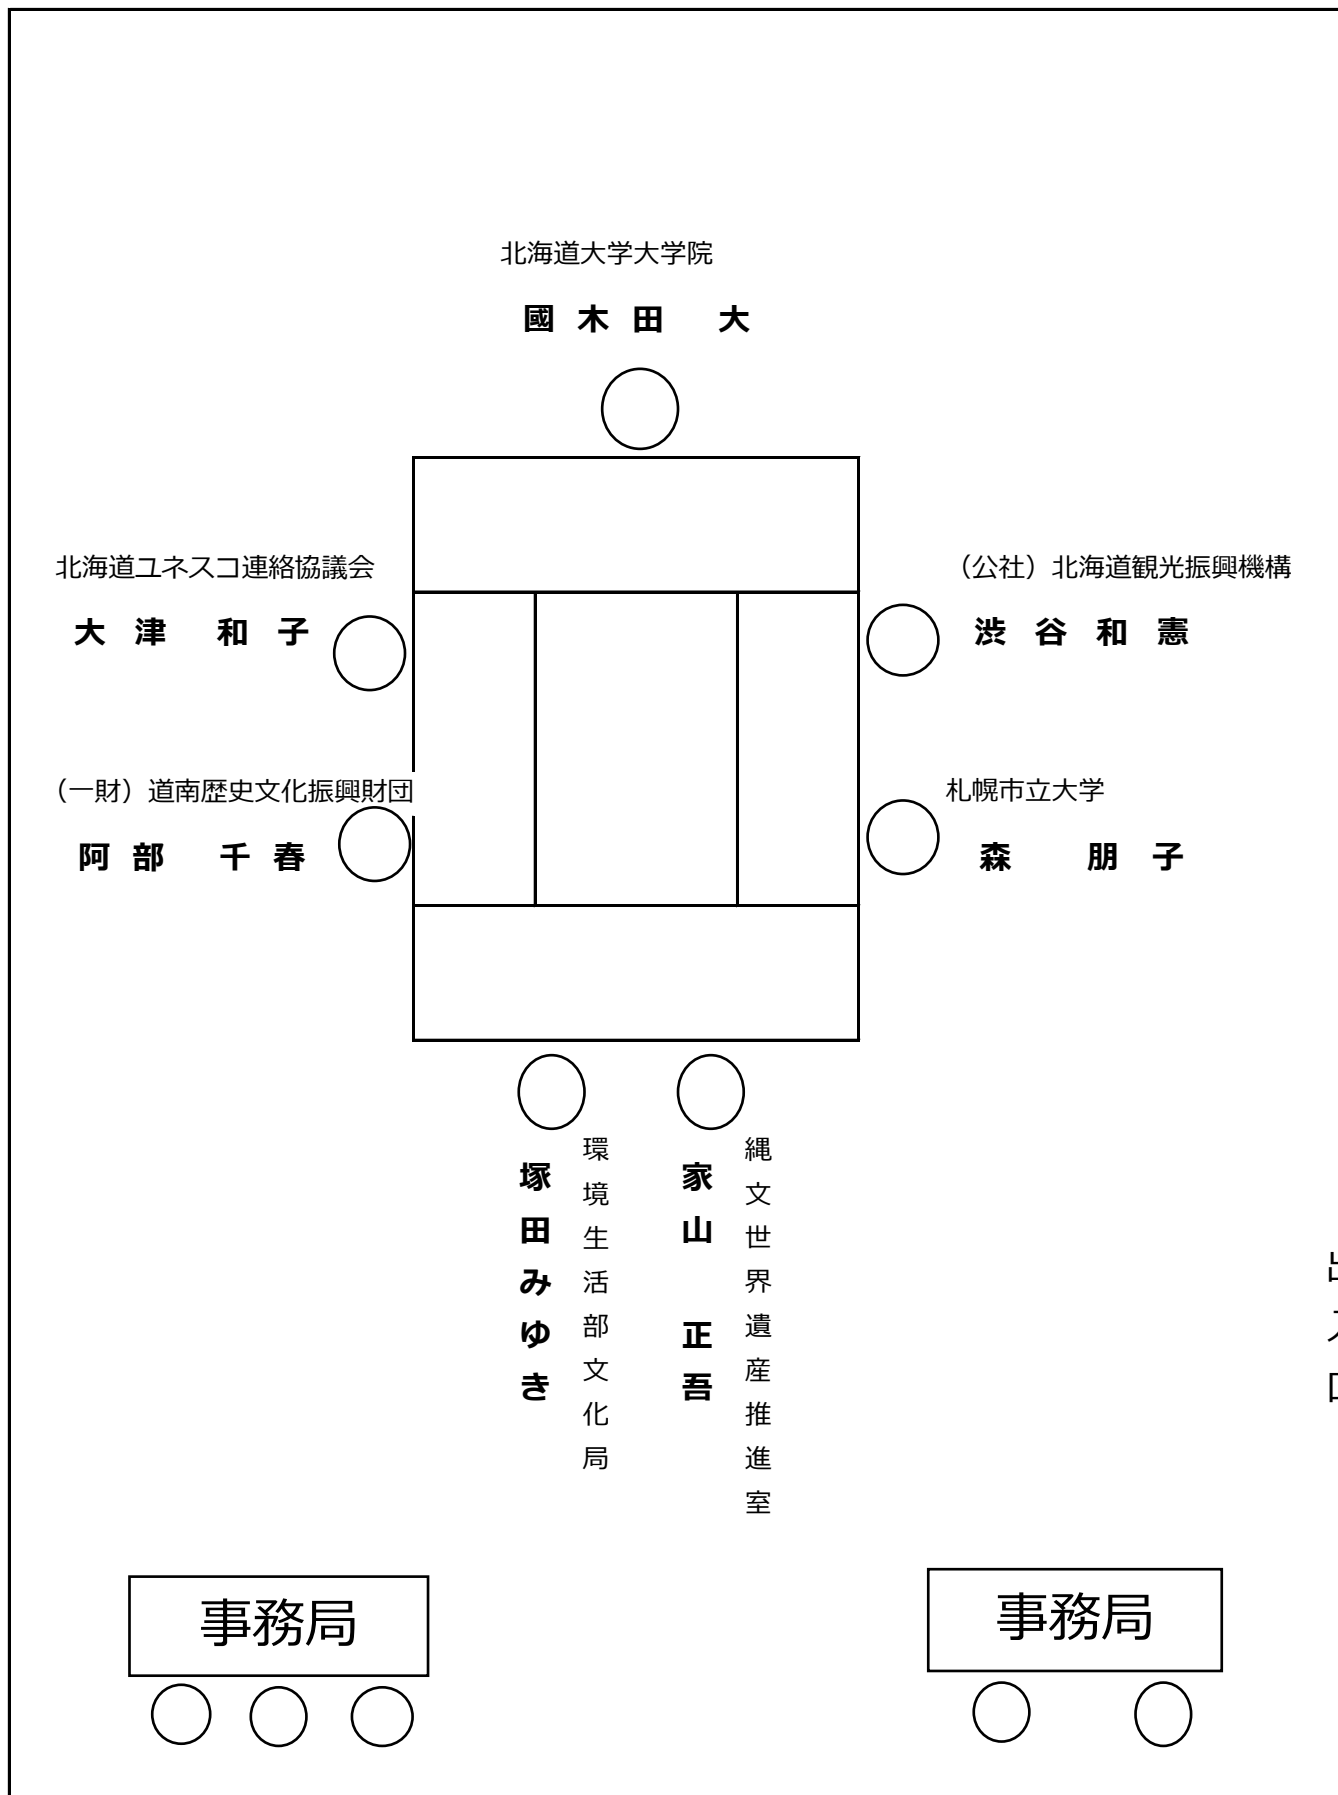 北海道大学大学院
國木田　大
北海道ユネスコ連絡協議会
大津　和子
（公社）北海道観光振興機構
渋谷和憲
（一財）道南歴史文化振興財団
阿部　千春
札幌市立大学
森　朋子
環境生活部文化局
塚田みゆき
縄文世界遺産推進室
家山　正吾
事務局
事務局